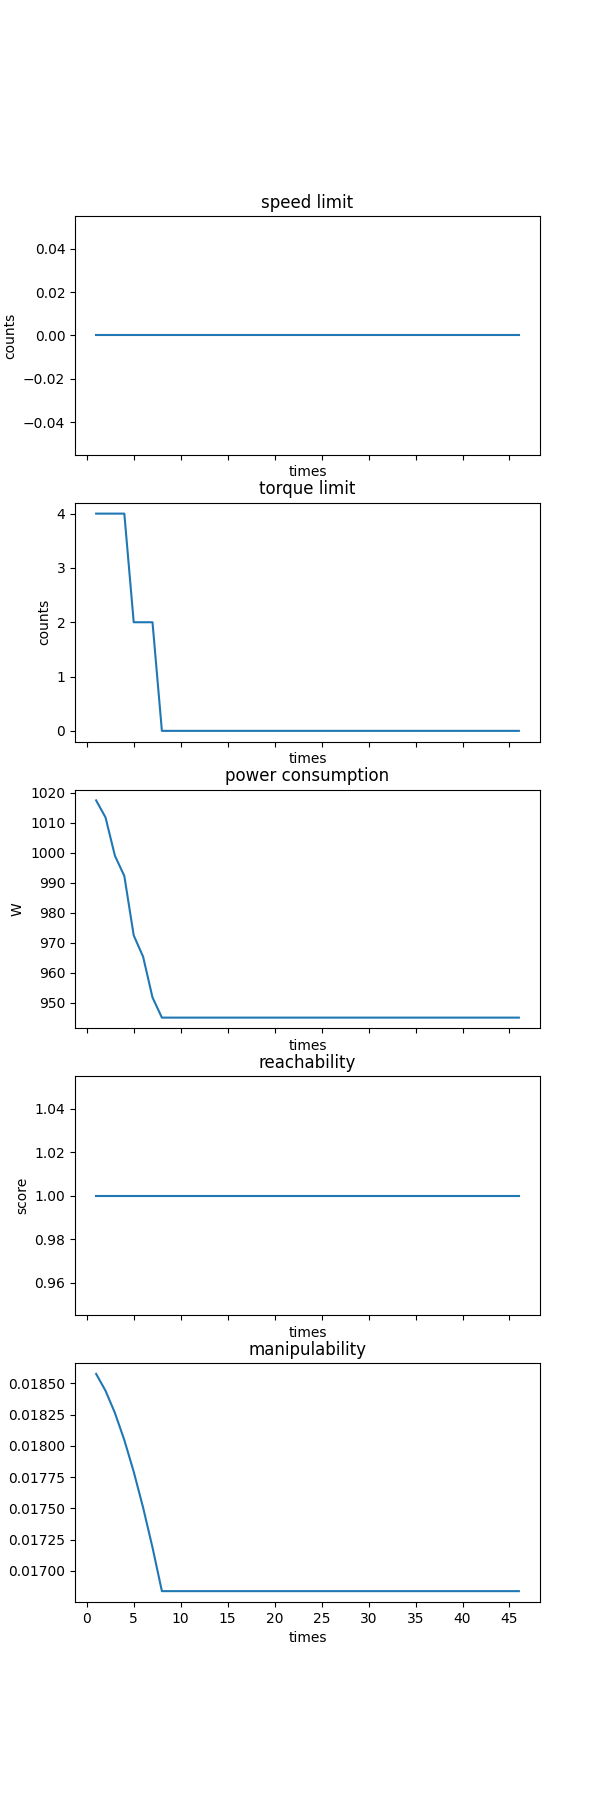 speed limit
0.04
0.02
0.00
−0.02
−0.04
counts
times
torque limit
4
3
2
1
0
counts
times
power consumption
1020
1010
1000
990
980
970
960
950
W
times
reachability
1.04
1.02
1.00
0.98
0.96
score
times
manipulability
0.01850
0.01825
0.01800
0.01775
0.01750
0.01725
0.01700
0 5 10 15 20 25 30 35 40 45
times